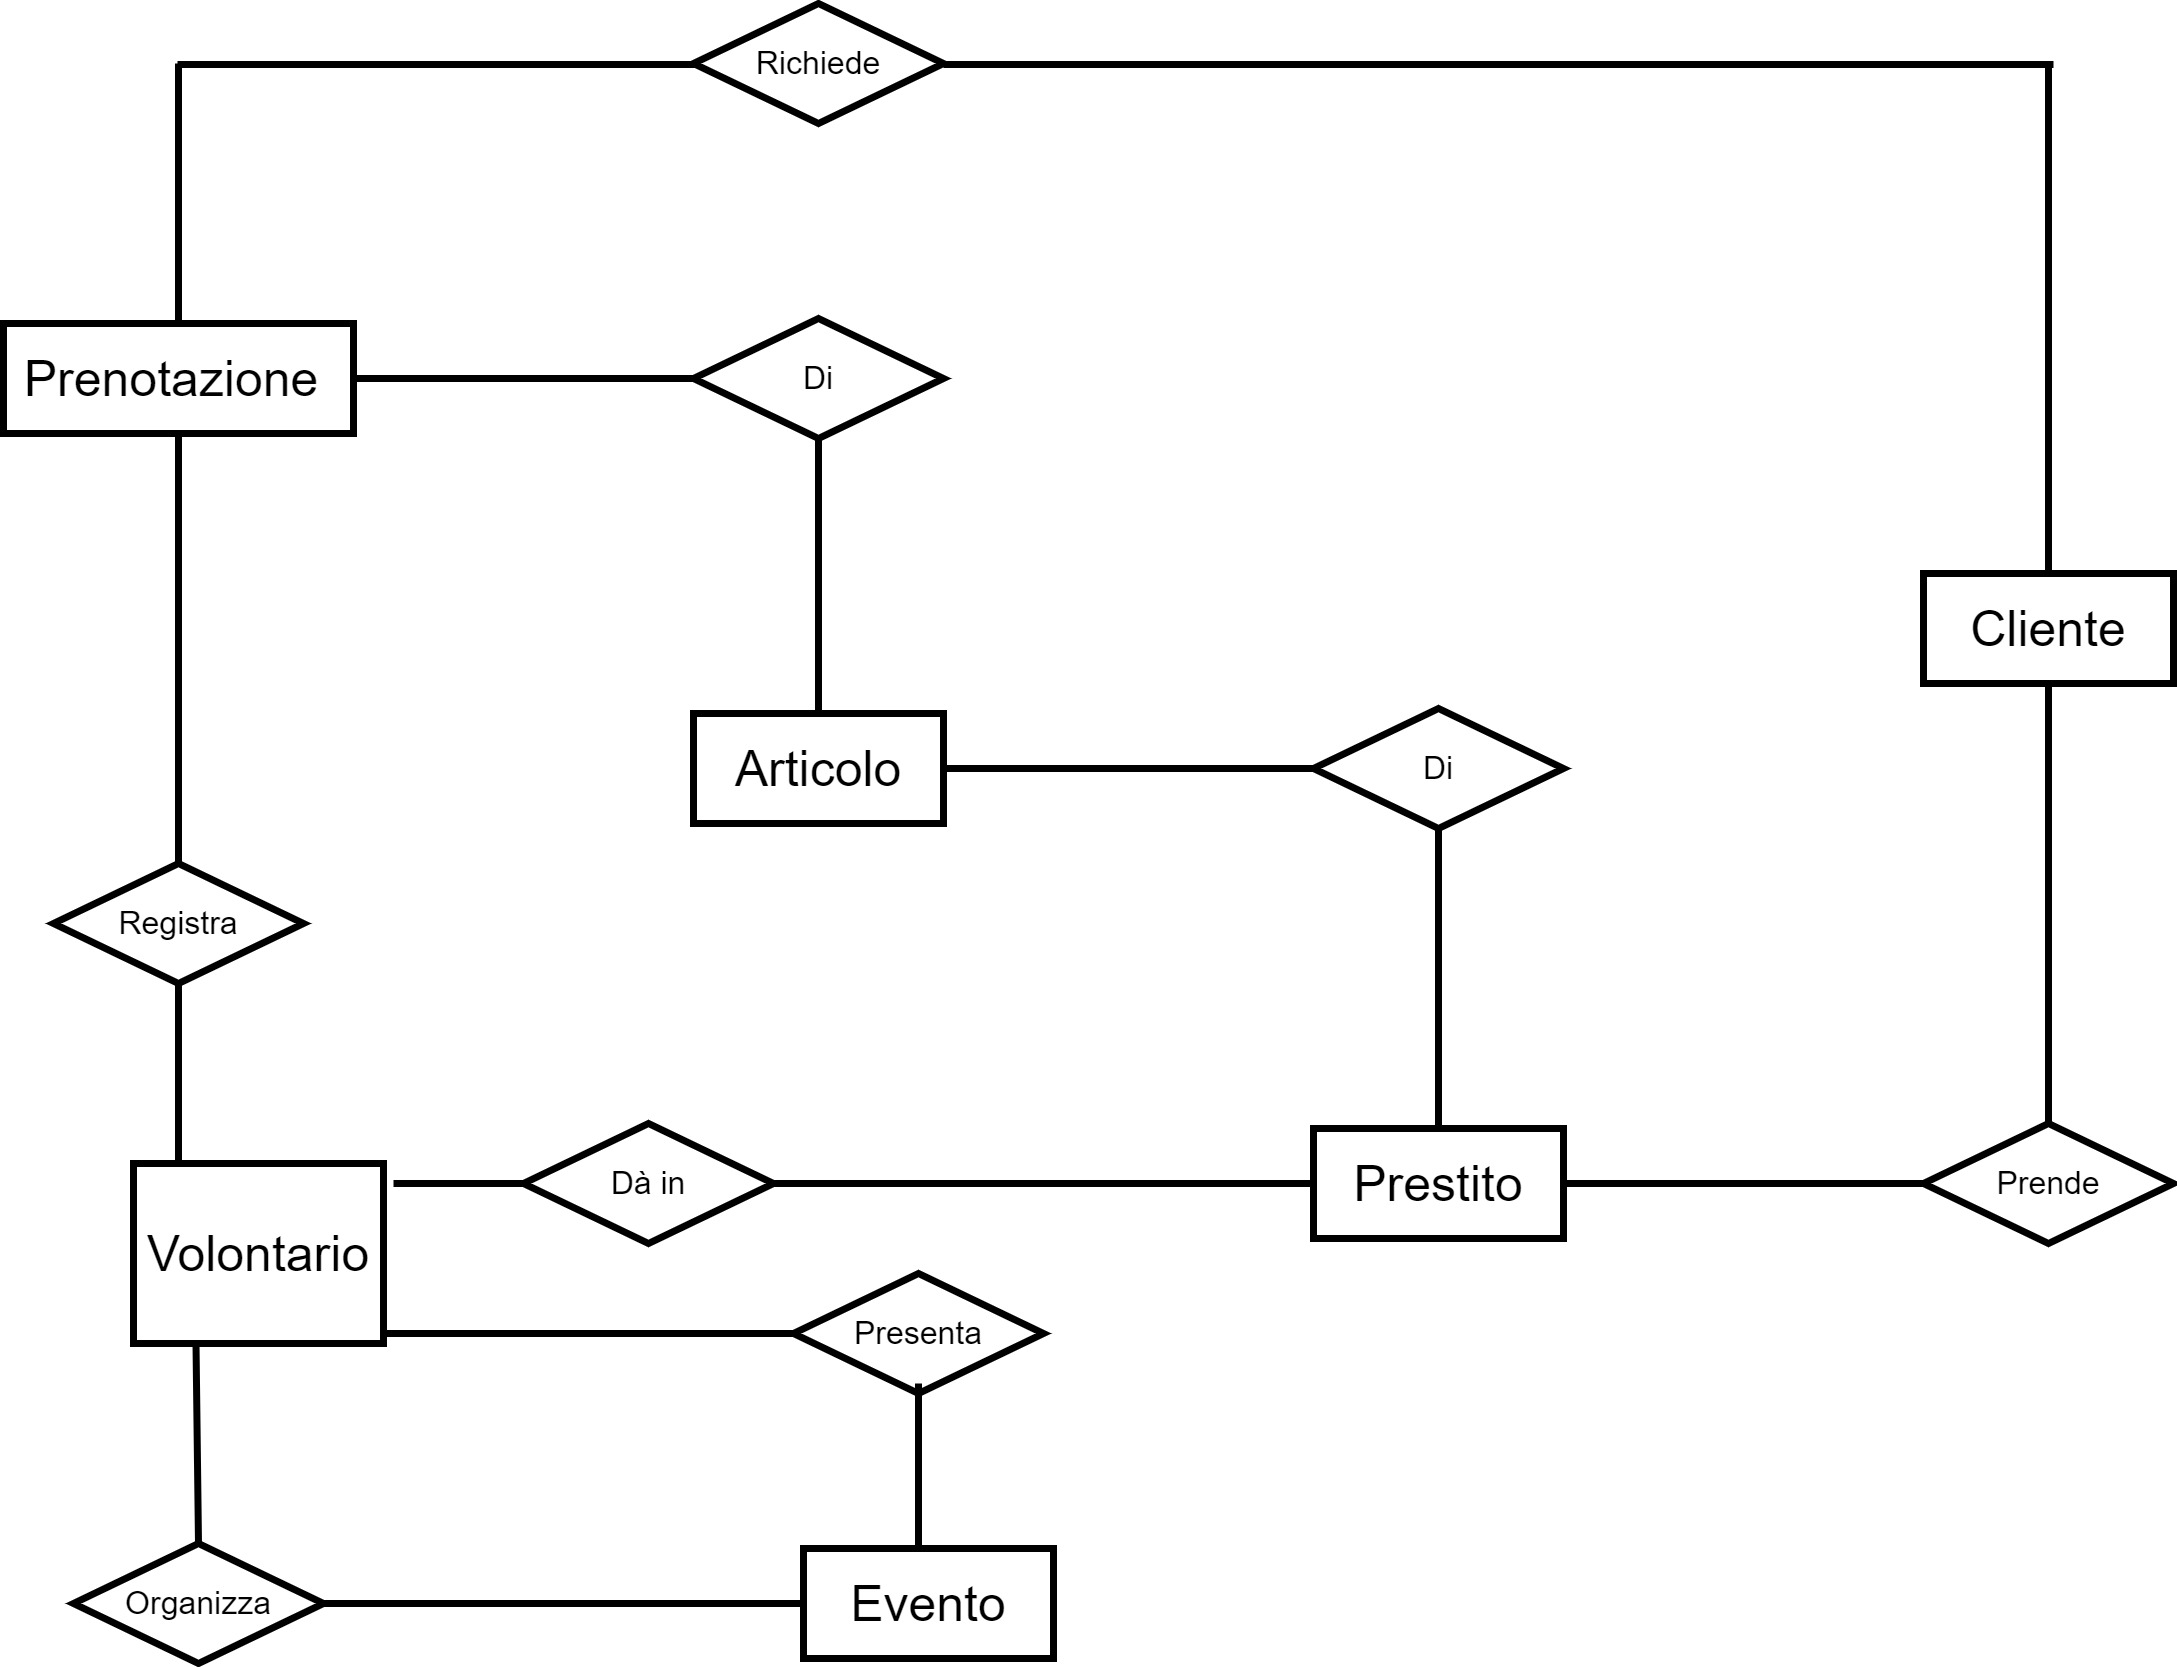 Richiede
Prenotazione
Di
Cliente
Articolo
Di
Registra
Dà in
Prestito
Prende
Volontario
Presenta
Organizza
Evento